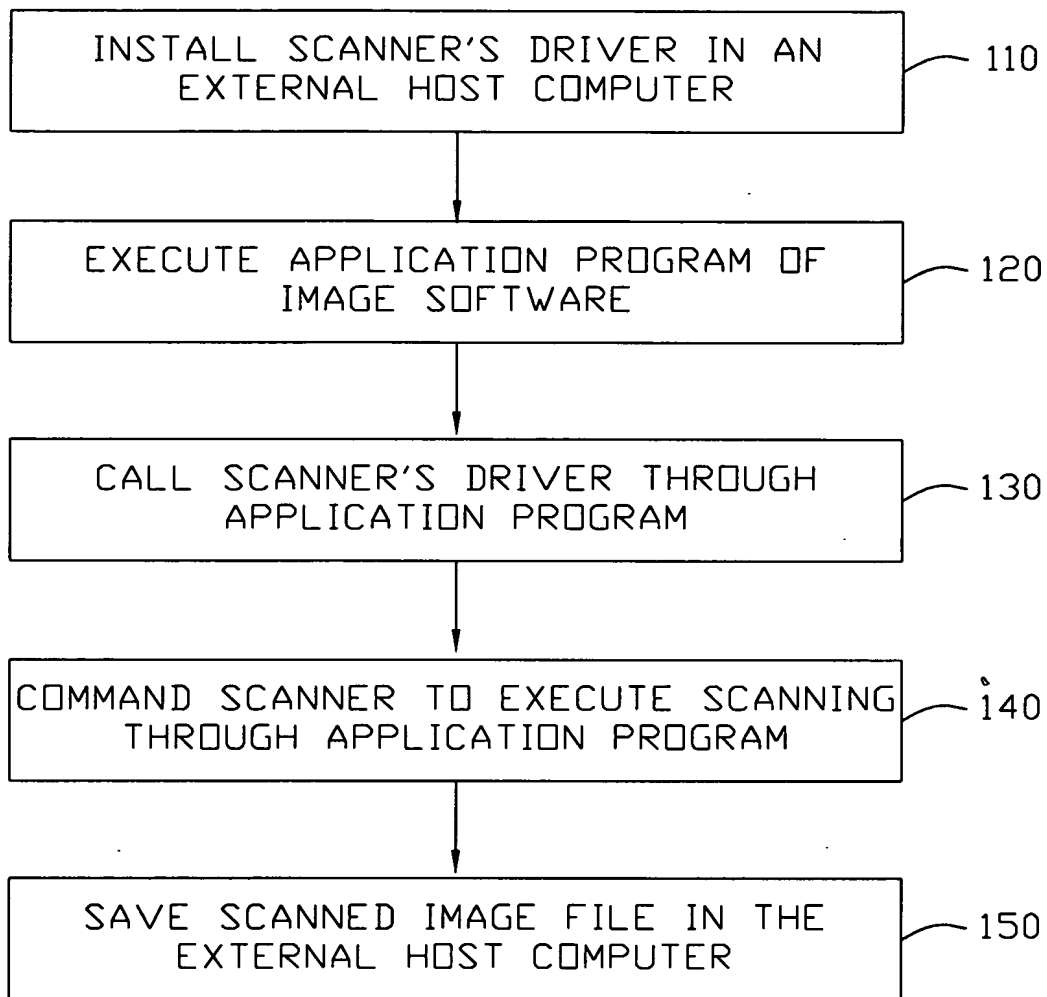 INSTALL SCANNER'S DRIVER IN AN
EXTERNAL HOST COMPUTER
110
EXECUTE APPLICATION PROGRAM OF
IMAGE SOFTWARE
120
CALL SCANNER'S DRIVER THROUGH
APPLICATION PROGRAM
130
COMMAND SCANNER TO EXECUTE SCANNING
THROUGH APPLICATION PROGRAM
140
SAVE SCANNED IMAGE FILE IN THE
EXTERNAL HOST COMPUTER
150